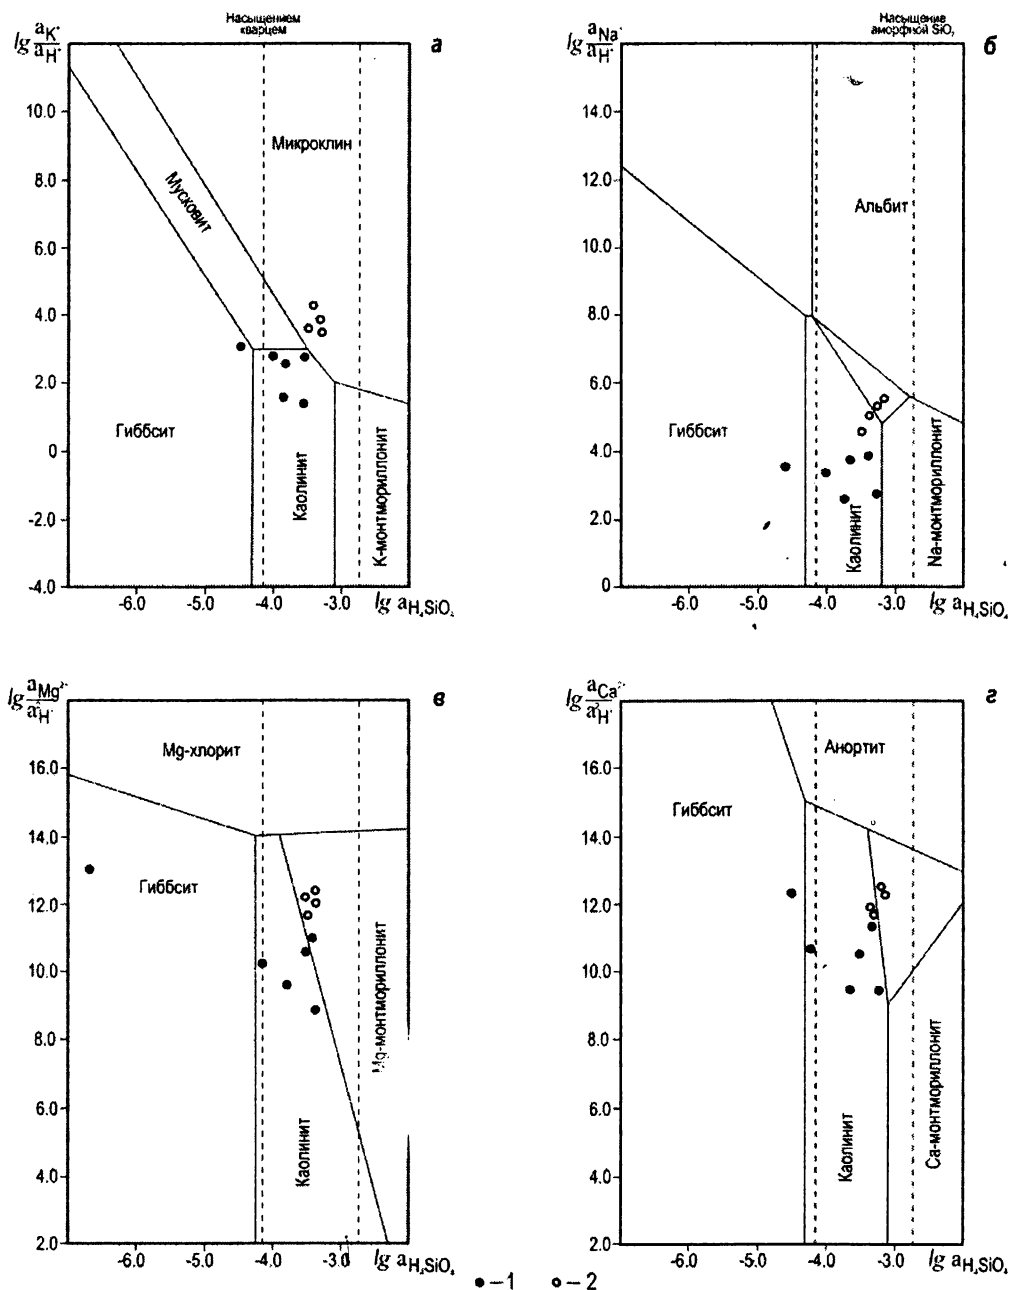 Насыщением
кварцем
lg aK⁺/aH⁺
а
10.0
8.0
6.0
4.0
2.0
0
-2.0
-4.0
-6.0
-5.0
-4.0
-3.0
lg aH₄SiO₄
Микроклин
Мусковит
Гиббсит
Каолинит
К-монтмориллонит
Насыщение
аморфной SiO₂
lg aNa⁺/aH⁺
б
14.0
12.0
10.0
8.0
6.0
4.0
2.0
0
-6.0
-5.0
-4.0
-3.0
lg aH₄SiO₄
Альбит
Гиббсит
Каолинит
Na-монтмориллонит
lg aMg²⁺/a²H⁺
в
16.0
14.0
12.0
10.0
8.0
6.0
4.0
2.0
-6.0
-5.0
-4.0
-3.0
lg aH₄SiO₄
Mg-хлорит
Гиббсит
Каолинит
Mg-монтмориллонит
lg aCa²⁺/a²H⁺
г
16.0
14.0
12.0
10.0
8.0
6.0
4.0
2.0
-6.0
-5.0
-4.0
-3.0
lg aH₄SiO₄
Анортит
Гиббсит
Каолинит
Ca-монтмориллонит
●–1 ○–2